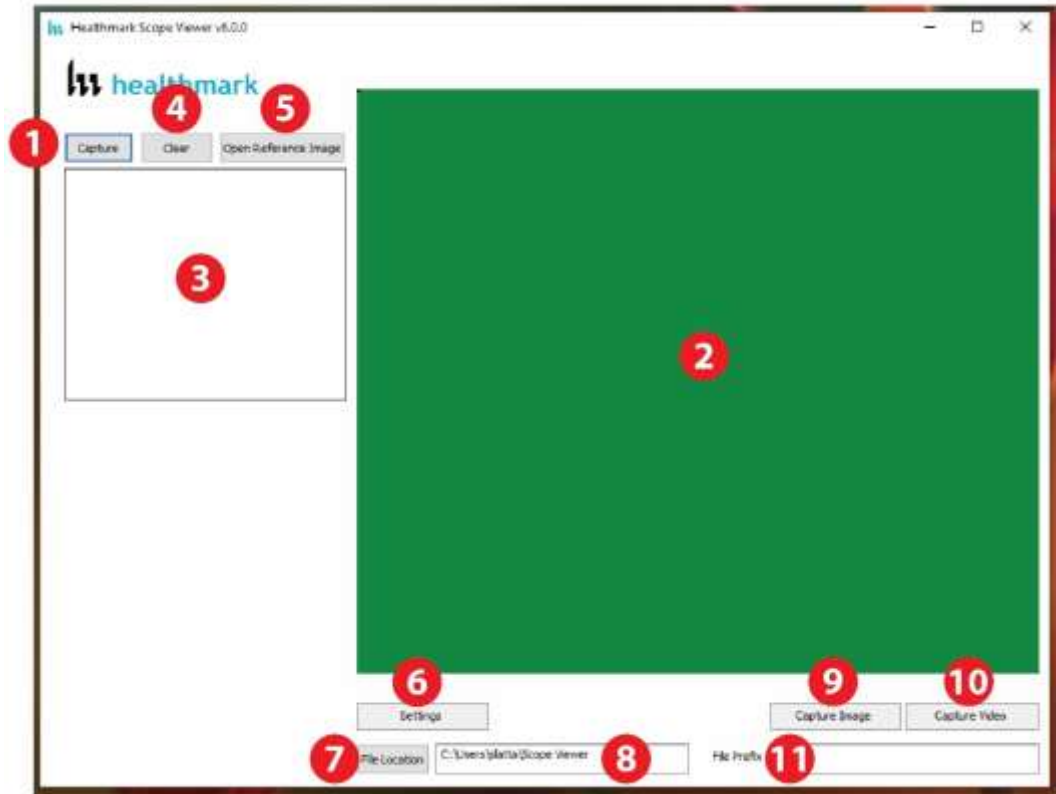 Healthmark Scope Viewer v6.0.0
healthmark
4 5
1 Capture Clear Open Reference Image
3
2
6 9 10
Settings Capture Image Capture Video
7 File Location C:\Users\platta\Scope Viewer 8 File Prefix 11